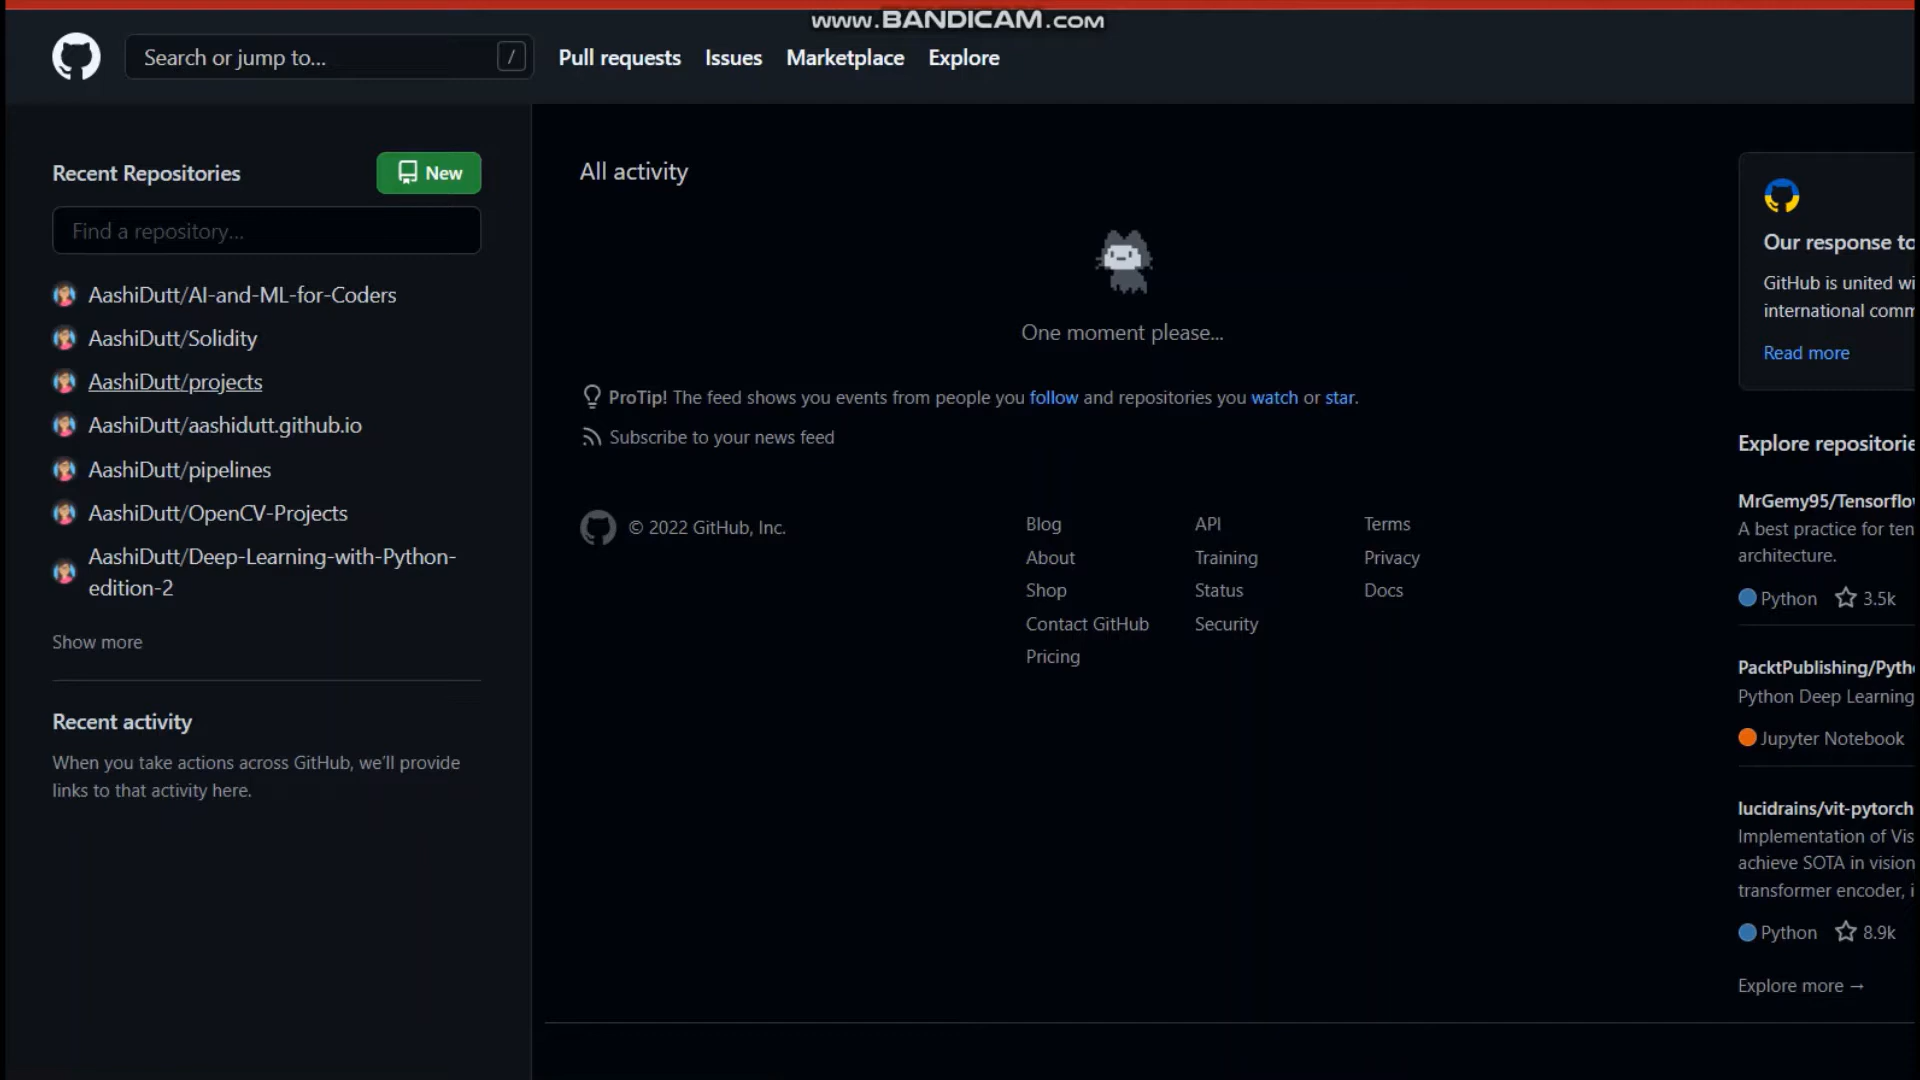 www.BANDICAM.com
Search or jump to... /
Pull requests Issues Marketplace Explore
Recent Repositories
New
Find a repository...
AashiDutt/AI-and-ML-for-Coders
AashiDutt/Solidity
AashiDutt/projects
AashiDutt/aashidutt.github.io
AashiDutt/pipelines
AashiDutt/OpenCV-Projects
AashiDutt/Deep-Learning-with-Python-
edition-2
Show more
Recent activity
When you take actions across GitHub, we'll provide
links to that activity here.
All activity
One moment please...
ProTip! The feed shows you events from people you follow and repositories you watch or star.
Subscribe to your news feed
© 2022 GitHub, Inc.
Blog
About
Shop
Contact GitHub
Pricing
API
Training
Status
Security
Terms
Privacy
Docs
Our response to
GitHub is united wi
international comm
Read more
Explore repositorie
MrGemy95/Tensorflow
A best practice for ten
architecture.
Python 3.5k
PacktPublishing/Pytho
Python Deep Learning
Jupyter Notebook
lucidrains/vit-pytorch
Implementation of Vis
achieve SOTA in vision
transformer encoder, i
Python 8.9k
Explore more →